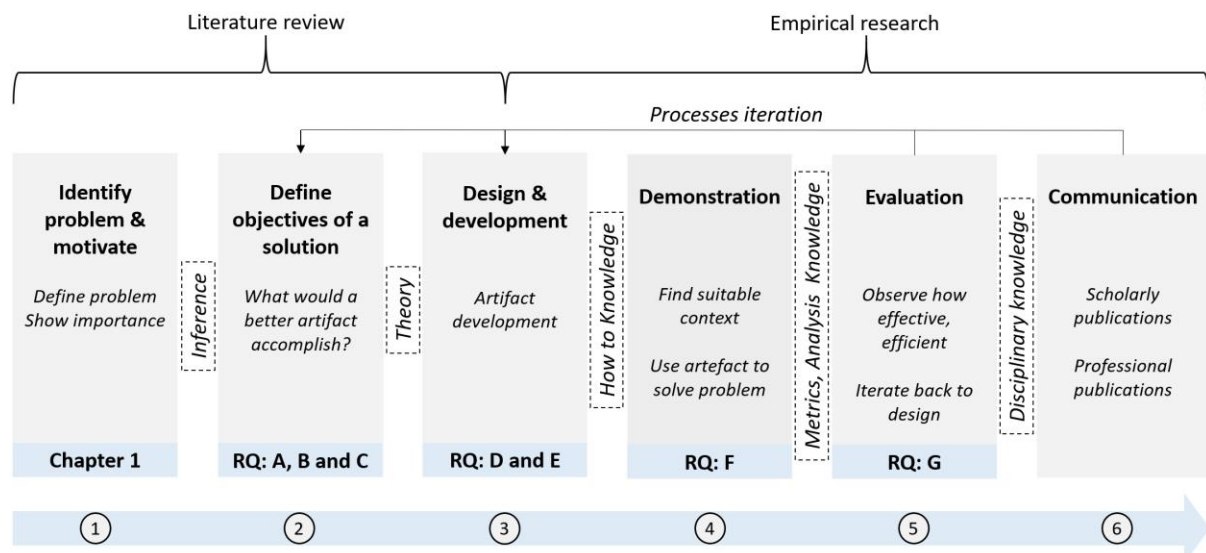 Literature review
Empirical research
Processes iteration
Identify
problem &
motivate
Define problem
Show importance
Chapter 1
Inference
Define
objectives of a
solution
What would a
better artifact
accomplish?
RQ: A, B and C
Theory
Design &
development
Artifact
development
RQ: D and E
How to Knowledge
Demonstration
Find suitable
context
Use artefact to
solve problem
RQ: F
Metrics, Analysis Knowledge
Evaluation
Observe how
effective,
efficient
Iterate back to
design
RQ: G
Disciplinary knowledge
Communication
Scholarly
publications
Professional
publications
1
2
3
4
5
6